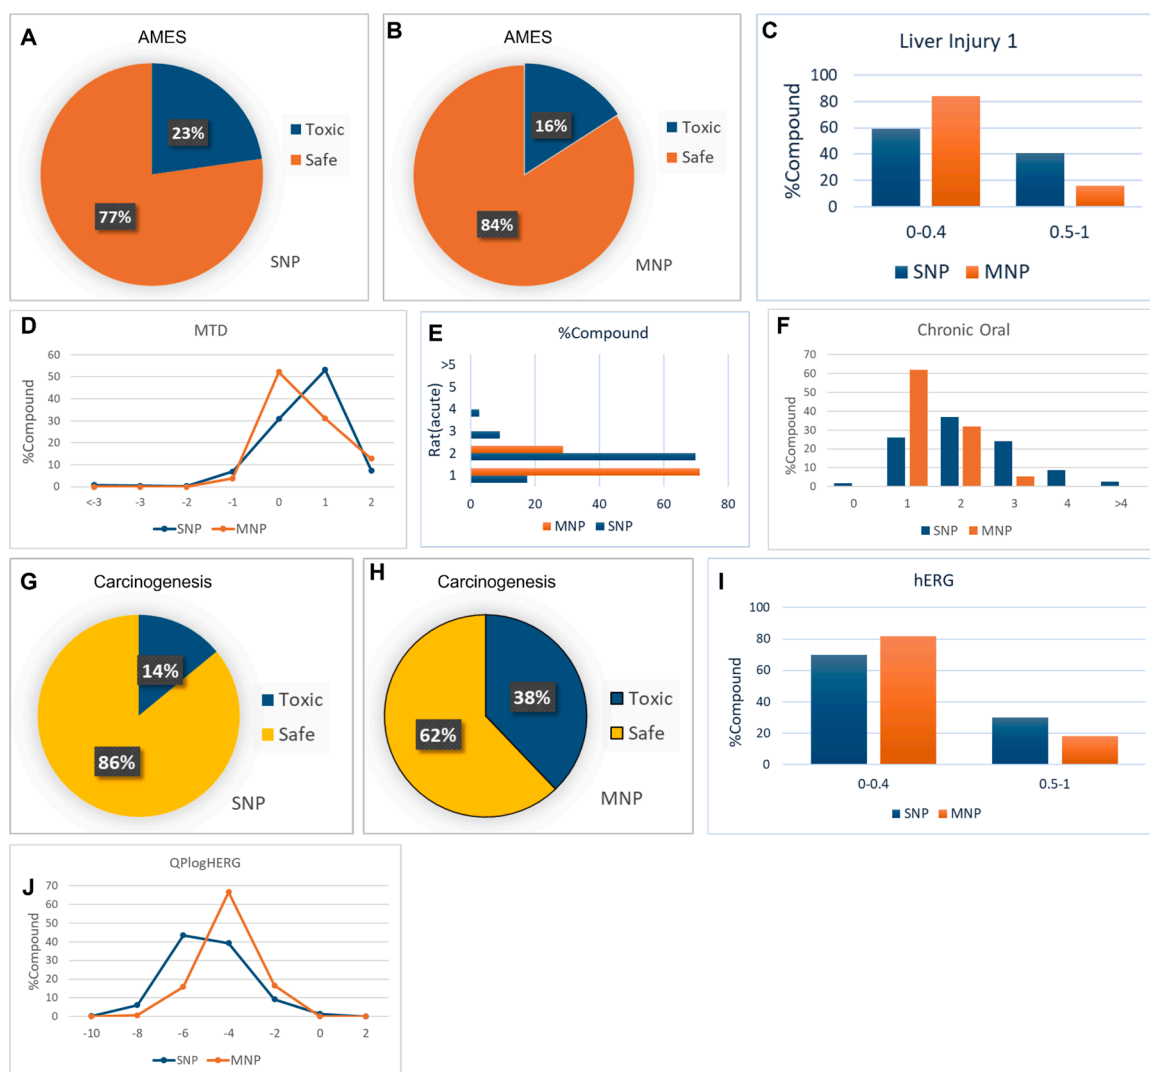 A
AMES
23%
77%
Toxic
Safe
SNP
B
AMES
16%
84%
Toxic
Safe
MNP
C
Liver Injury 1
%Compound
100
80
60
40
20
0
0-0.4
0.5-1
SNP MNP
D
MTD
%Compound
60
50
40
30
20
10
0
<-3 -3 -2 -1 0 1 2
SNP MNP
E
%Compound
Rat(acute)
>5
5
4
3
2
1
0 20 40 60 80
MNP SNP
F
Chronic Oral
%Compound
70
60
50
40
30
20
10
0
0 1 2 3 4 >4
SNP MNP
G
Carcinogenesis
14%
86%
Toxic
Safe
SNP
H
Carcinogenesis
38%
62%
Toxic
Safe
MNP
I
hERG
%Compound
100
80
60
40
20
0
0-0.4 0.5-1
SNP MNP
J
QPlogHERG
%Compound
70
60
50
40
30
20
10
0
-10 -8 -6 -4 -2 0 2
SNP MNP